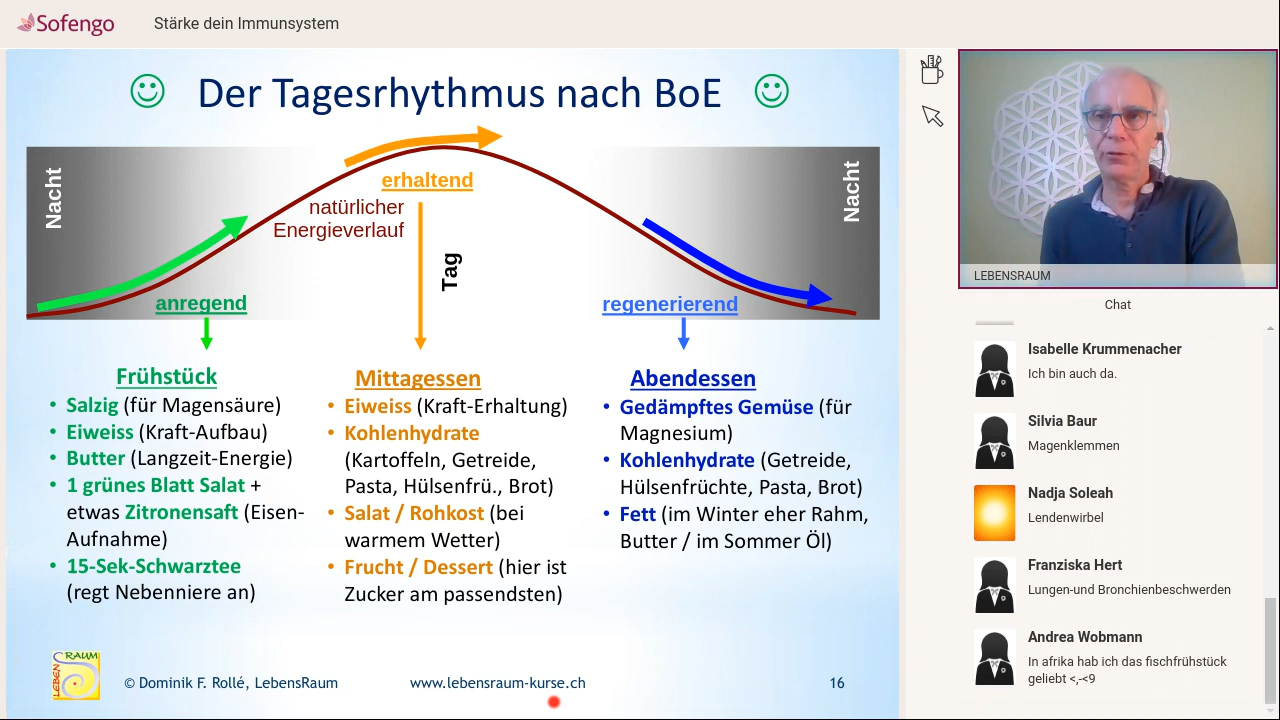 Sofengo
Stärke dein Immunsystem
Der Tagesrhythmus nach BoE
Nacht
Nacht
erhaltend
natürlicher
Energieverlauf
Tag
anregend
regenerierend
Frühstück
• Salzig (für Magensäure)
• Eiweiss (Kraft-Aufbau)
• Butter (Langzeit-Energie)
• 1 grünes Blatt Salat +
etwas Zitronensaft (Eisen-
Aufnahme)
• 15-Sek-Schwarztee
(regt Nebenniere an)
Mittagessen
• Eiweiss (Kraft-Erhaltung)
• Kohlenhydrate
(Kartoffeln, Getreide,
Pasta, Hülsenfrü., Brot)
• Salat / Rohkost (bei
warmem Wetter)
• Frucht / Dessert (hier ist
Zucker am passendsten)
Abendessen
• Gedämpftes Gemüse (für
Magnesium)
• Kohlenhydrate (Getreide,
Hülsenfrüchte, Pasta, Brot)
• Fett (im Winter eher Rahm,
Butter / im Sommer Öl)
LEBENS
RAUM
© Dominik F. Rollé, LebensRaum
www.lebensraum-kurse.ch
16
LEBENSRAUM
Chat
Isabelle Krummenacher
Ich bin auch da.
Silvia Baur
Magenklemmen
Nadja Soleah
Lendenwirbel
Franziska Hert
Lungen-und Bronchienbeschwerden
Andrea Wobmann
In afrika hab ich das fischfrühstück
geliebt <,-<9